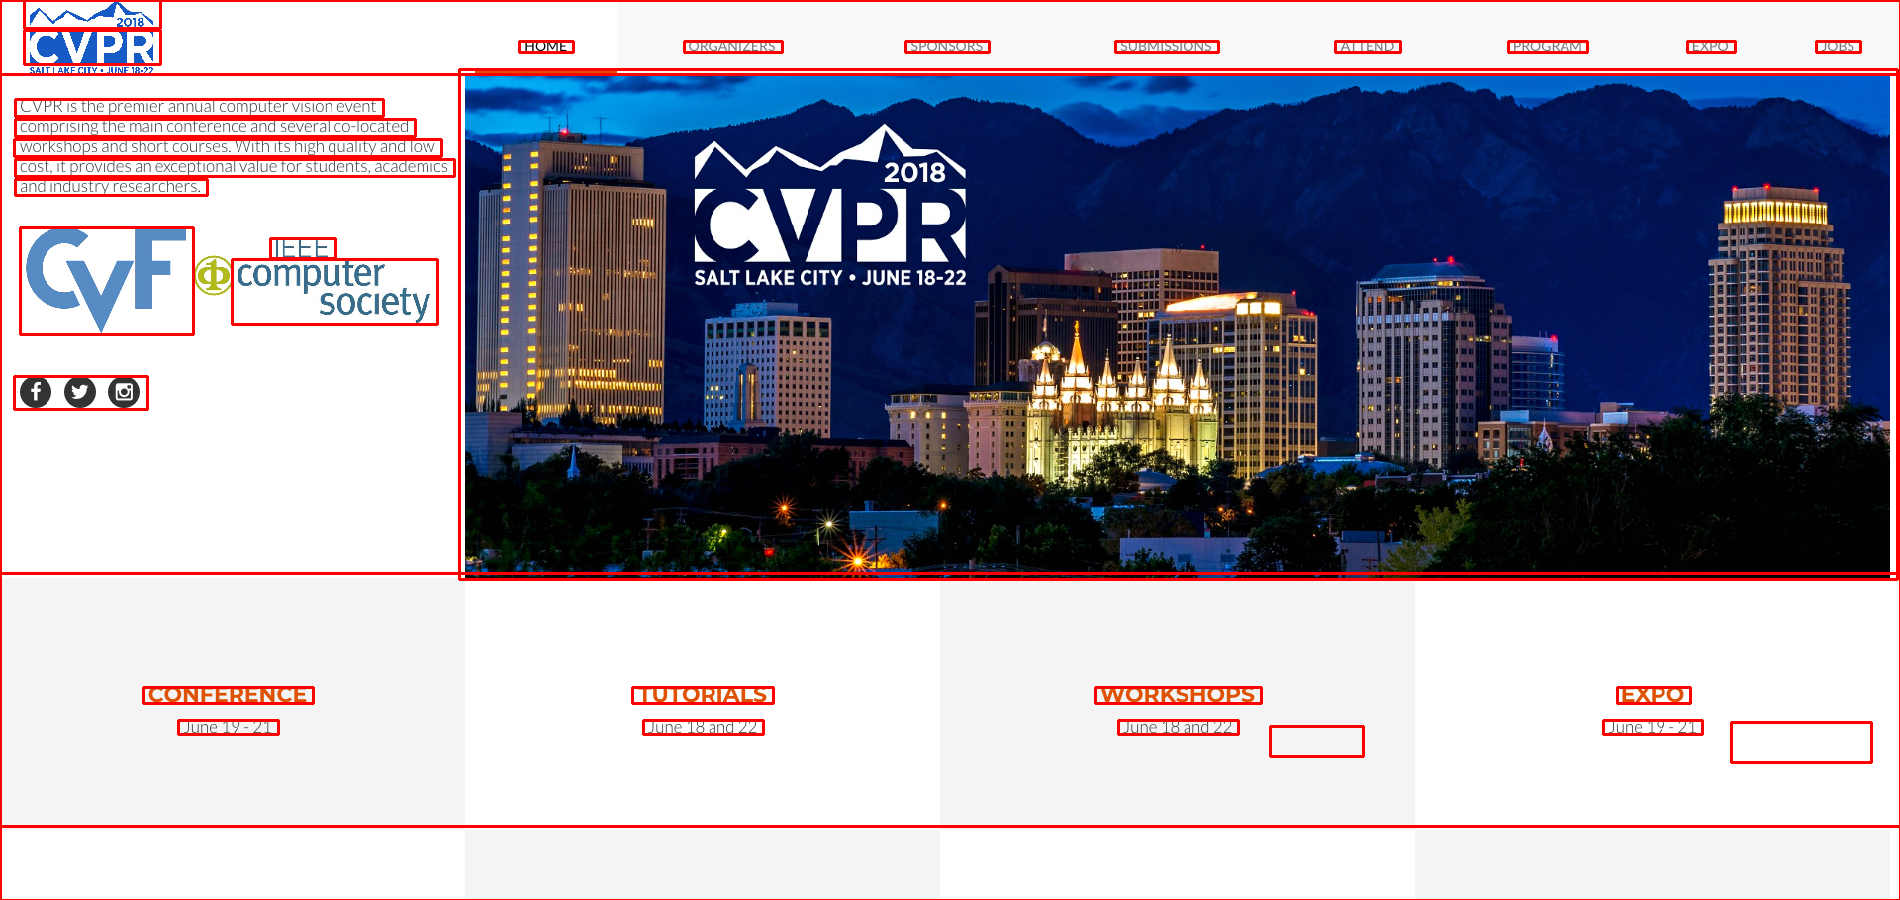 2018
CVPR
SALT LAKE CITY • JUNE 18-22
HOME
ORGANIZERS
SPONSORS
SUBMISSIONS
ATTEND
PROGRAM
EXPO
JOBS
CVPR is the premier annual computer vision event
comprising the main conference and several co-located
workshops and short courses. With its high quality and low
cost, it provides an exceptional value for students, academics
and industry researchers.
CVF
IEEE
computer
society
2018
CVPR
SALT LAKE CITY • JUNE 18-22
CONFERENCE
June 19 - 21
TUTORIALS
June 18 and 22
WORKSHOPS
June 18 and 22
EXPO
June 19 - 21